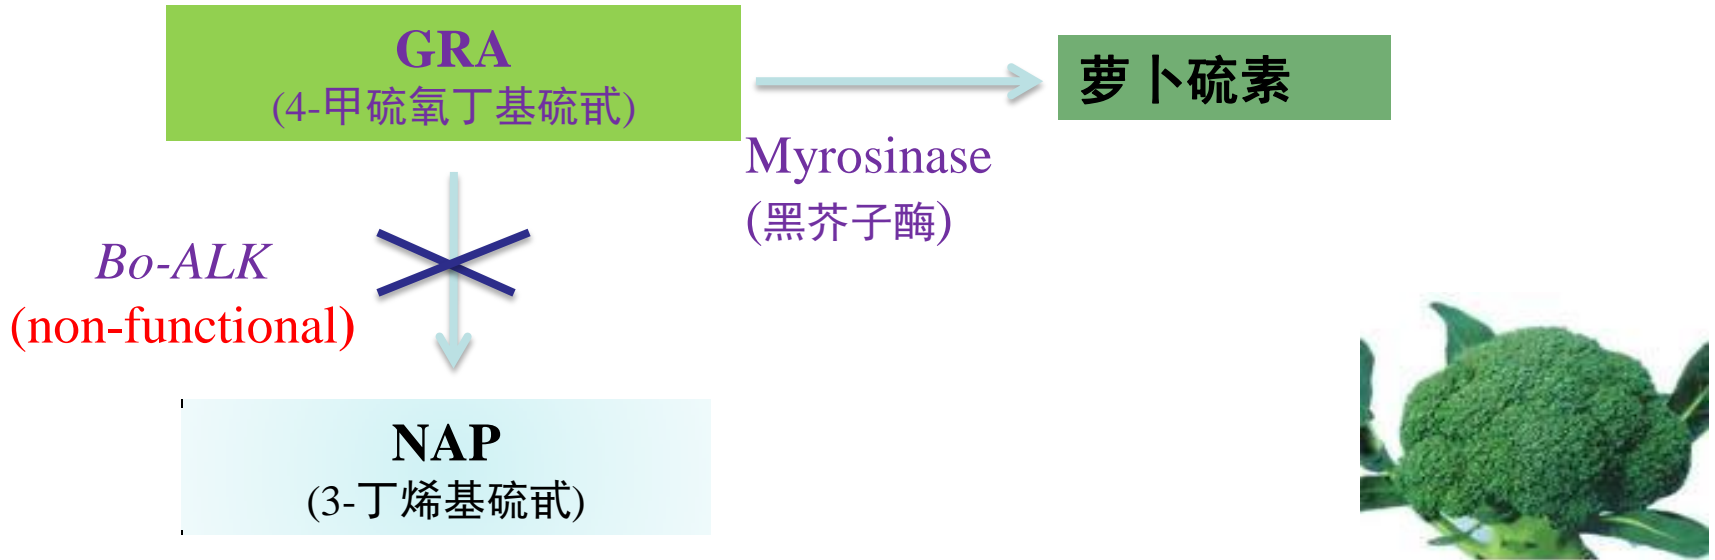 GRA
(4-甲硫氧丁基硫甙)
萝卜硫素
Myrosinase
(黑芥子酶)
Bo-ALK
(non-functional)
NAP
(3-丁烯基硫甙)